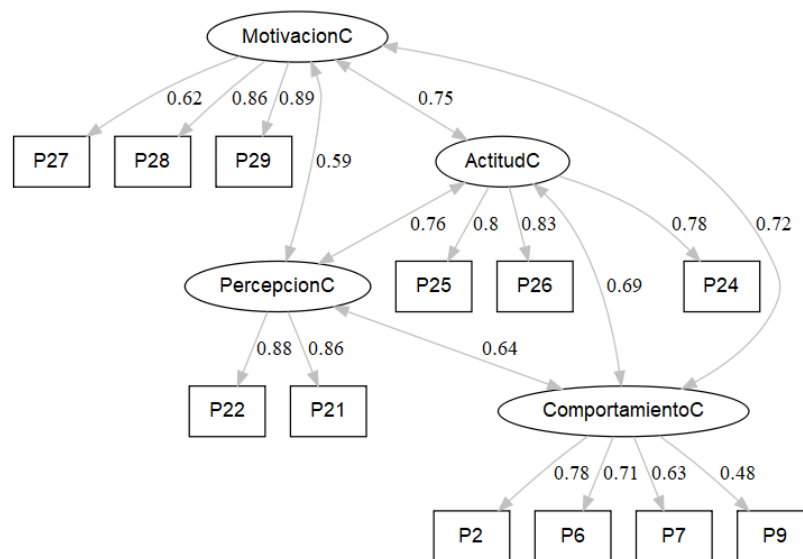 MotivacionC
0.62
0.86
0.89
0.75
P27
P28
P29
0.59
ActitudC
0.76
0.8
0.83
0.78
0.72
PercepcionC
P25
P26
0.69
P24
0.88
0.86
0.64
P22
P21
ComportamientoC
0.78
0.71
0.63
0.48
P2
P6
P7
P9